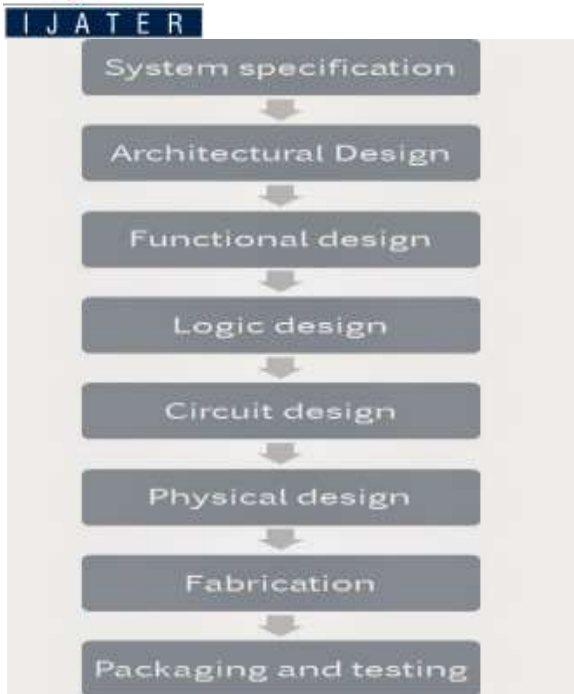 IJATER
System specification
Architectural Design
Functional design
Logic design
Circuit design
Physical design
Fabrication
Packaging and testing